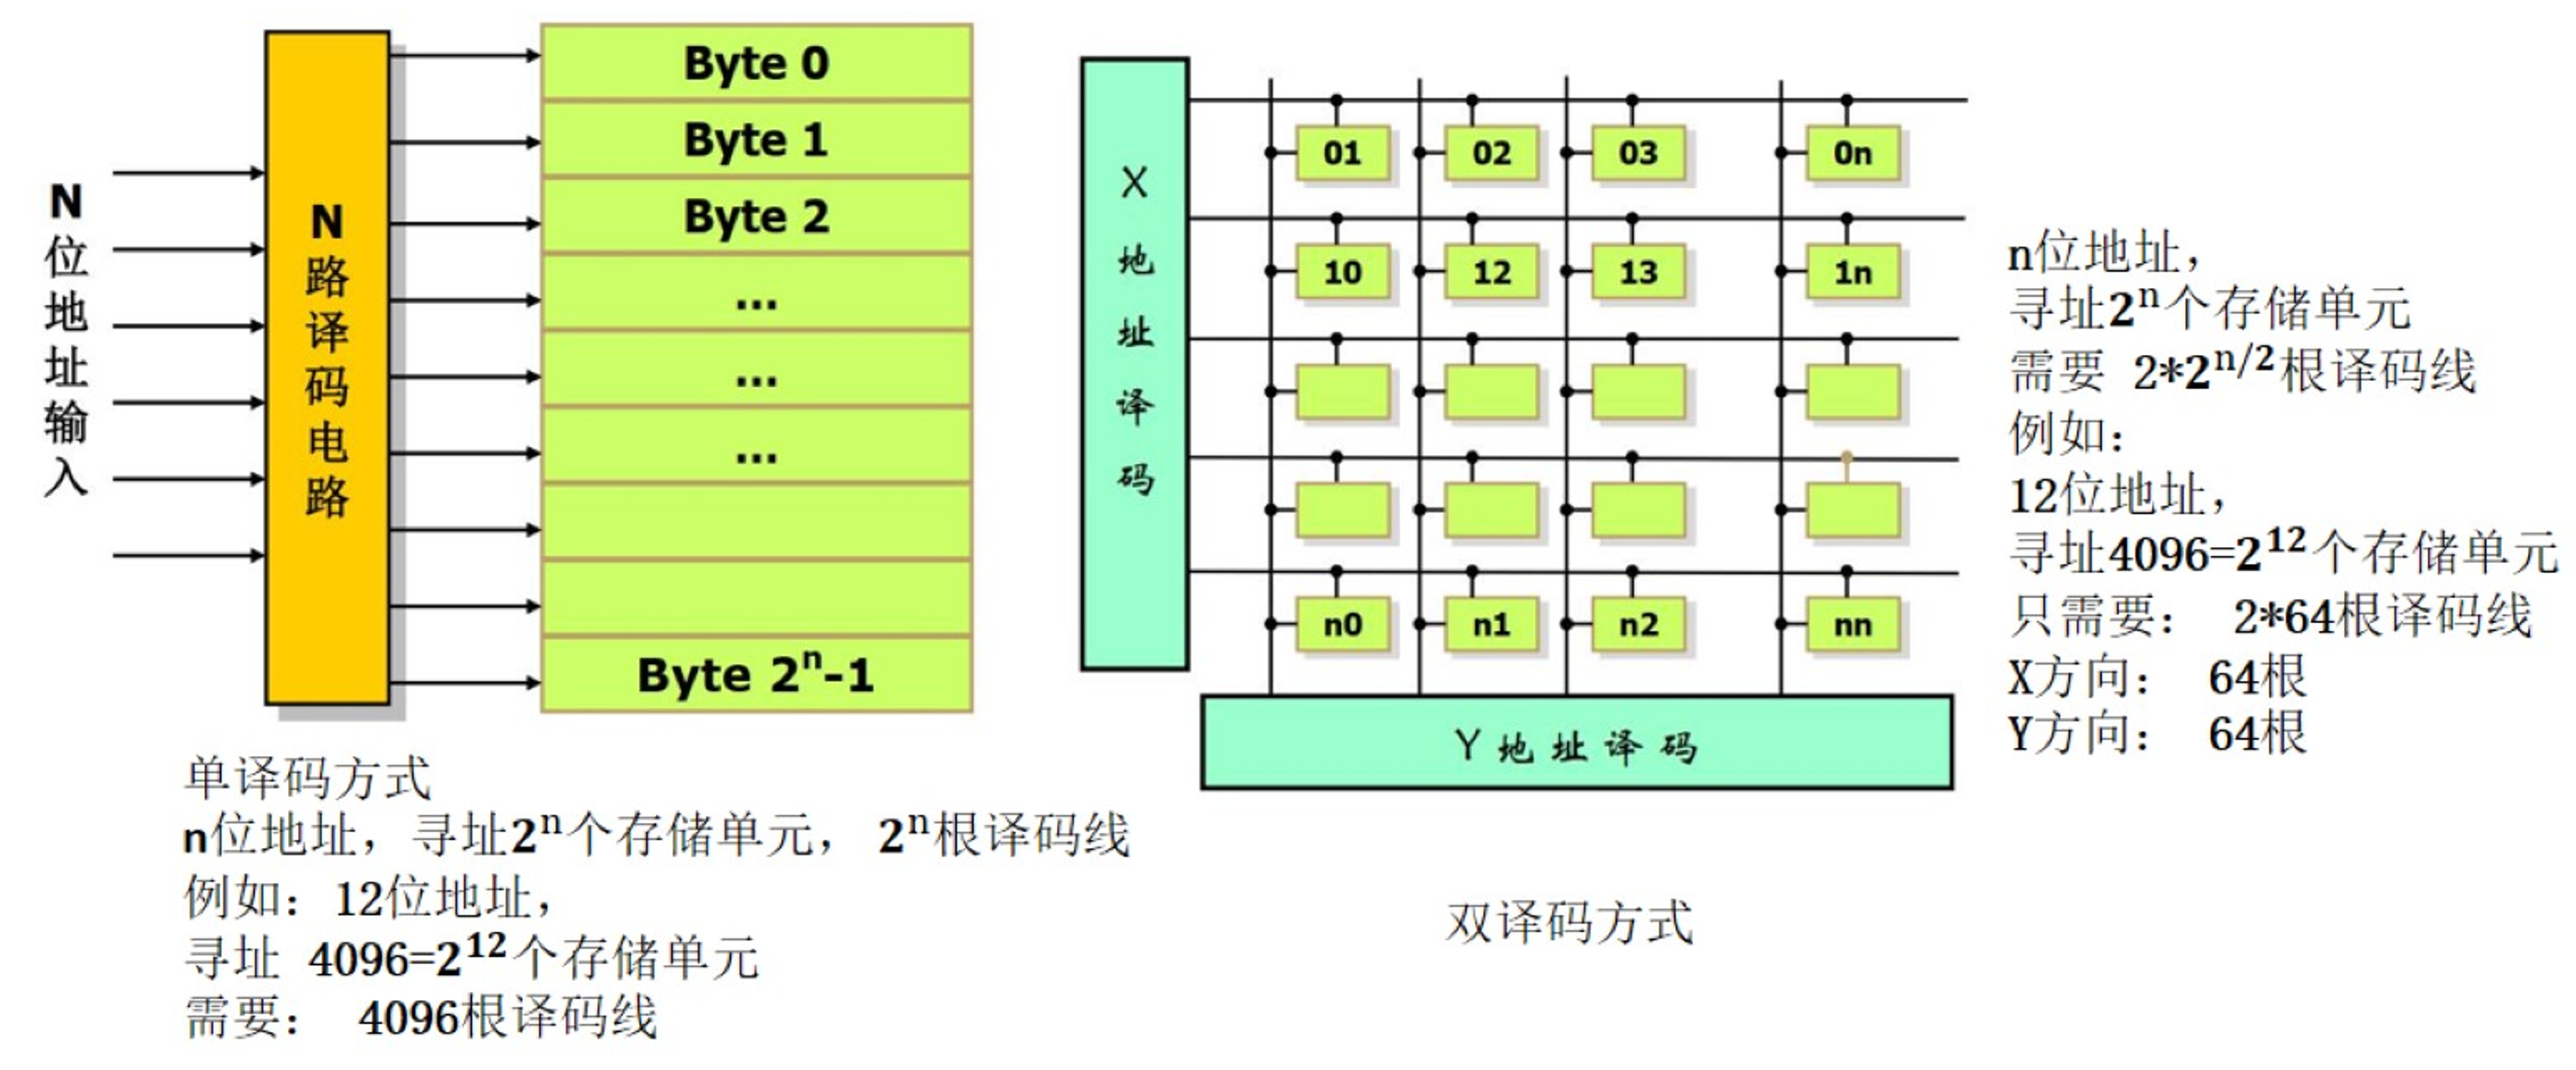 N位地址输入
N路译码电路
Byte 0
Byte 1
Byte 2
...
...
...
Byte 2ⁿ-1
单译码方式
n位地址，寻址2ⁿ个存储单元， 2ⁿ根译码线
例如：12位地址，
寻址 4096=2¹²个存储单元
需要： 4096根译码线
X地址译码
01 02 03 0n
10 12 13 1n
n0 n1 n2 nn
Y地址译码
双译码方式
n位地址，
寻址2ⁿ个存储单元
需要 2*2^n/2根译码线
例如：
12位地址，
寻址4096=2¹²个存储单元
只需要： 2*64根译码线
X方向： 64根
Y方向： 64根